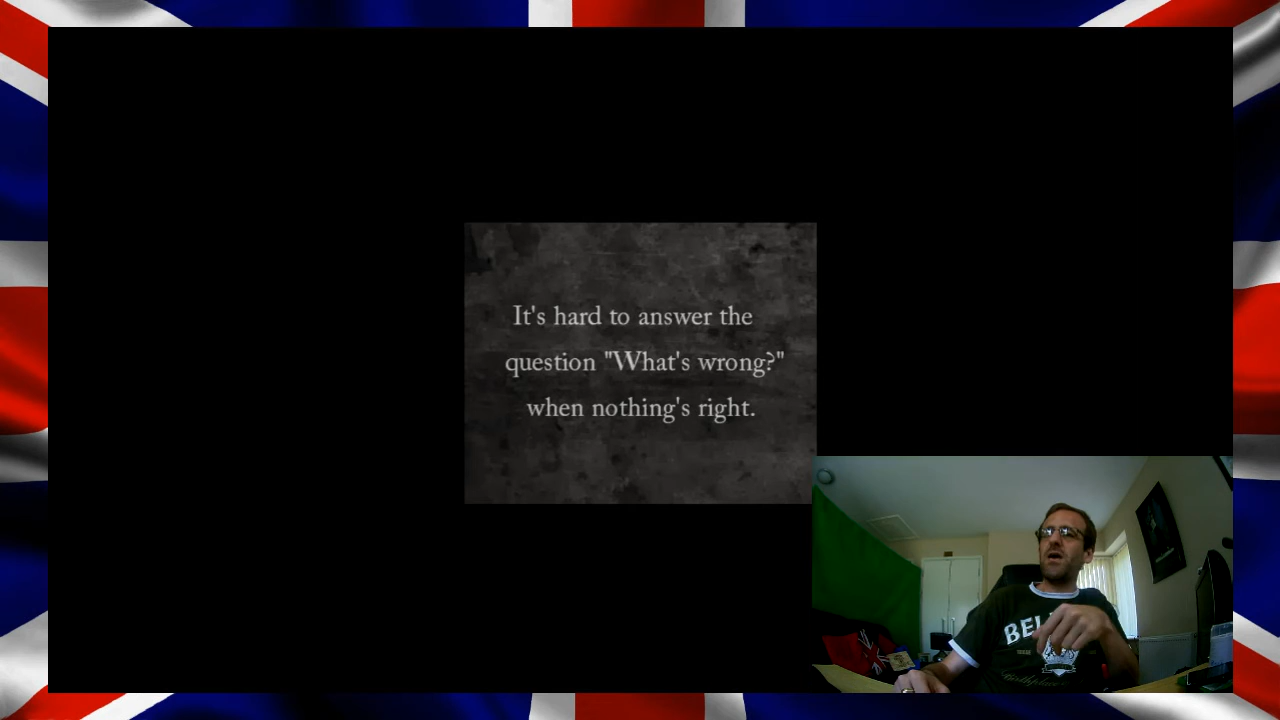 It's hard to answer the
question "What's wrong?"
when nothing's right.